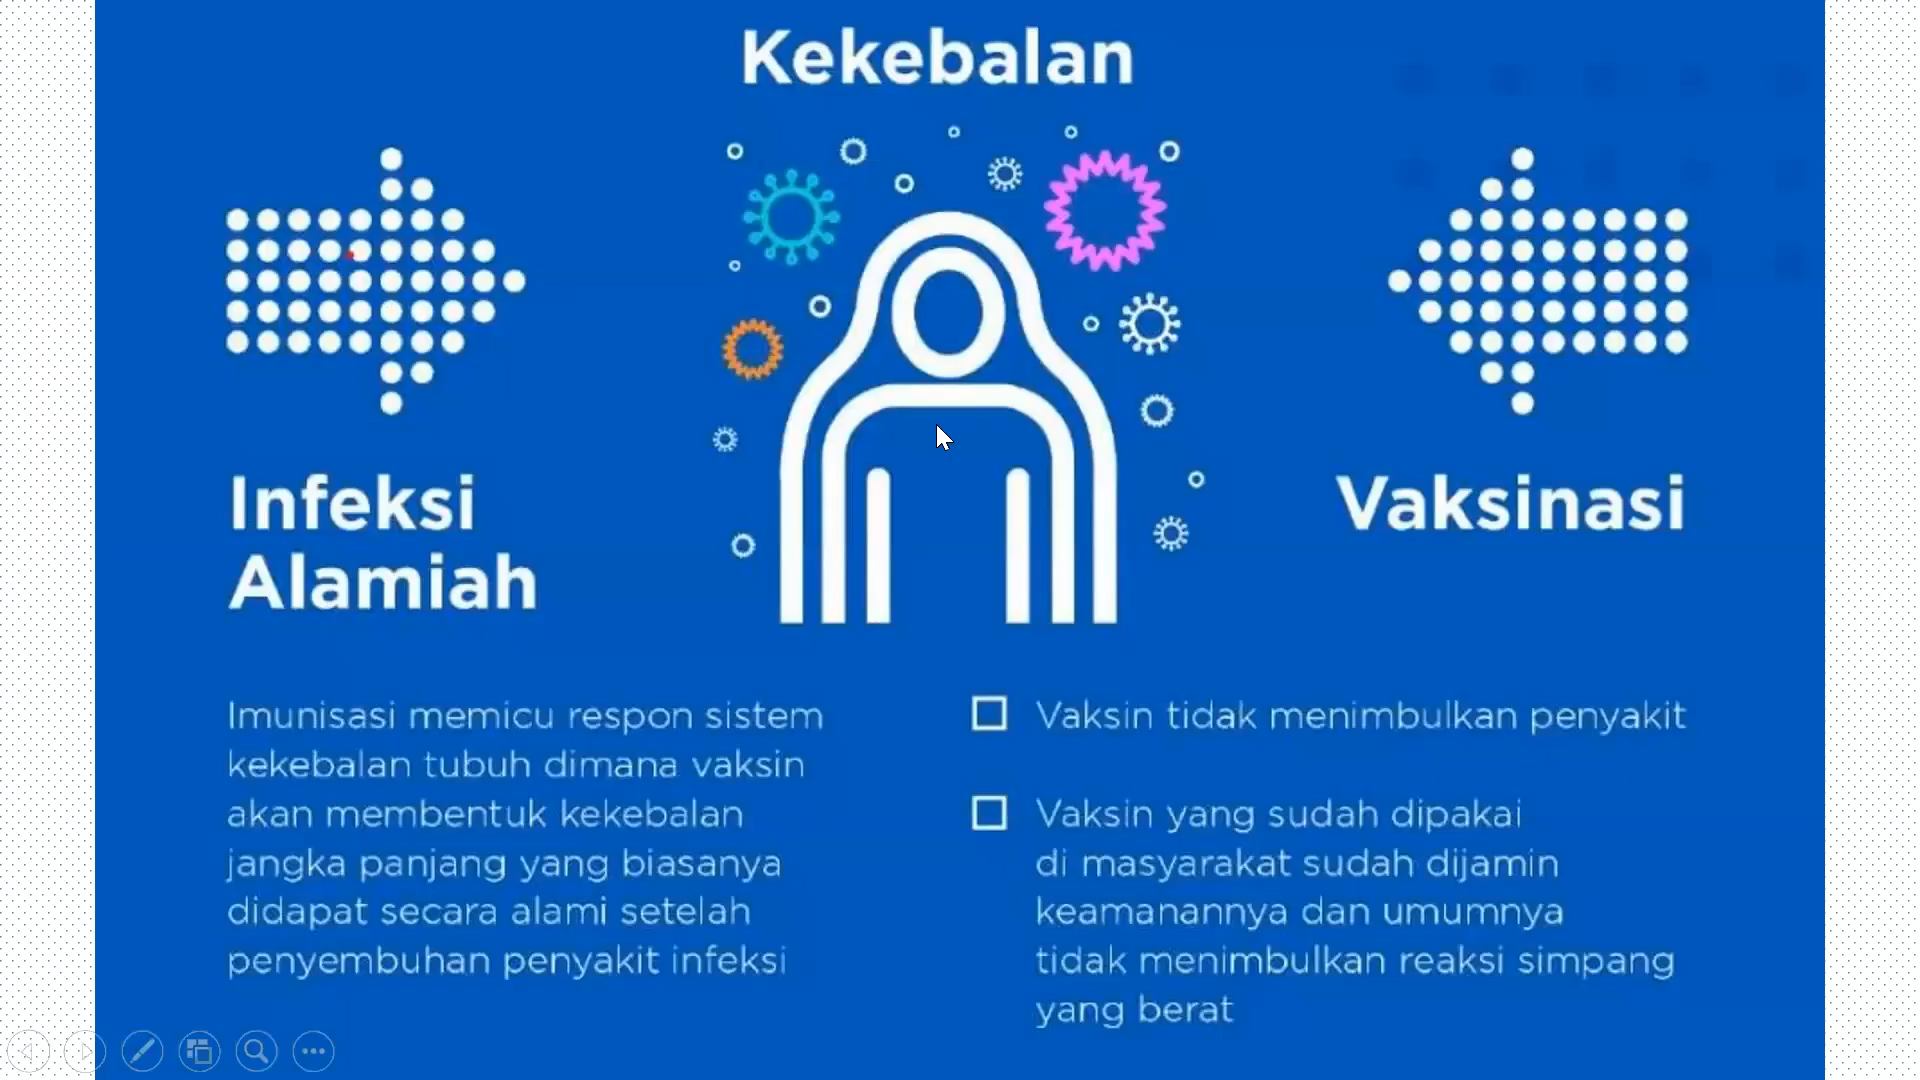 Kekebalan
Infeksi
Alamiah
Vaksinasi
Imunisasi memicu respon sistem
kekebalan tubuh dimana vaksin
akan membentuk kekebalan
jangka panjang yang biasanya
didapat secara alami setelah
penyembuhan penyakit infeksi
Vaksin tidak menimbulkan penyakit
Vaksin yang sudah dipakai
di masyarakat sudah dijamin
keamanannya dan umumnya
tidak menimbulkan reaksi simpang
yang berat